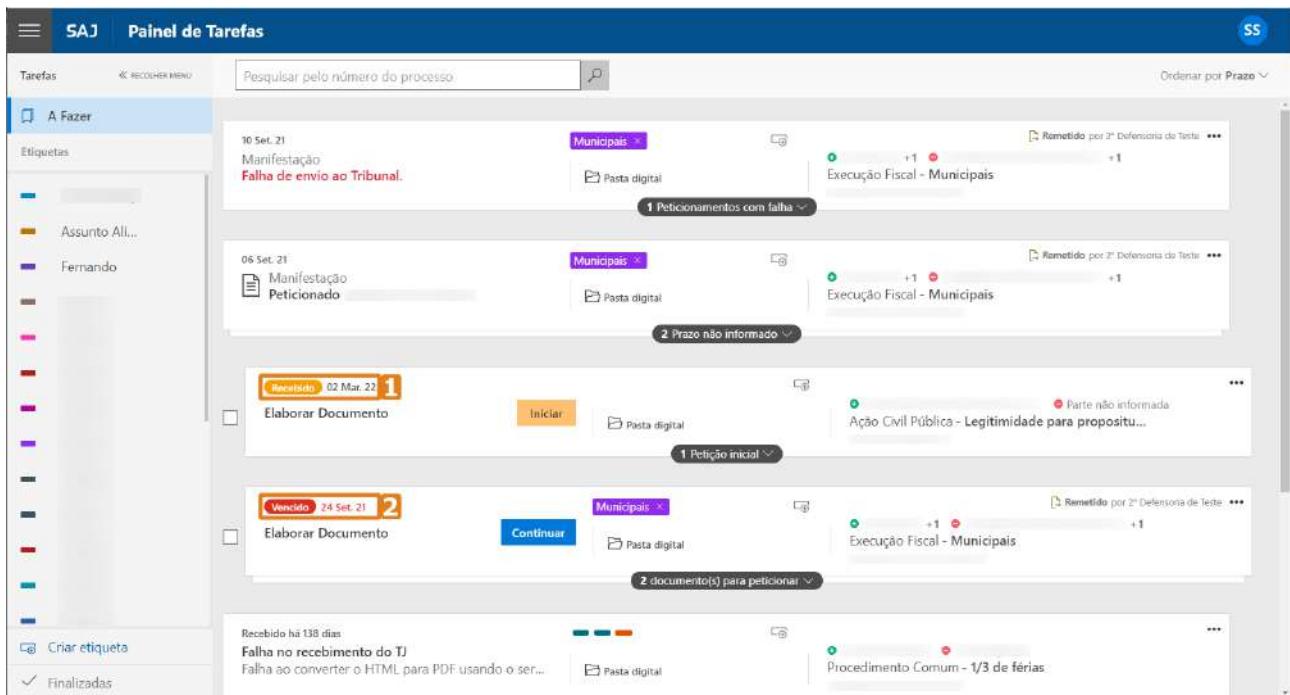 SAJ Painel de Tarefas SS
Tarefas RECOLHER MENU Pesquisar pelo número do processo Ordenar por Prazo
A Fazer
Etiquetas
Assunto Ali...
Fernando
Criar etiqueta
Finalizadas
10 Set. 21 Municipais × Remetido por 2ª Defensoria de Teste •••
Manifestação +1 +1
Falha de envio ao Tribunal. Pasta digital Execução Fiscal - Municipais
1 Peticionamentos com falha
06 Set. 21 Municipais × Remetido por 2ª Defensoria de Teste •••
Manifestação +1 +1
Peticionado Pasta digital Execução Fiscal - Municipais
2 Prazo não informado
Recebido 02 Mar. 22 1 •••
Parte não informada
Elaborar Documento Iniciar Pasta digital Ação Civil Pública - Legitimidade para propositu...
1 Petição inicial
Vencido 24 Set. 21 2 Municipais × Remetido por 2ª Defensoria de Teste •••
+1 +1
Elaborar Documento Continuar Pasta digital Execução Fiscal - Municipais
2 documento(s) para peticionar
Recebido há 138 dias •••
Falha no recebimento do TJ
Falha ao converter o HTML para PDF usando o ser... Pasta digital Procedimento Comum - 1/3 de férias